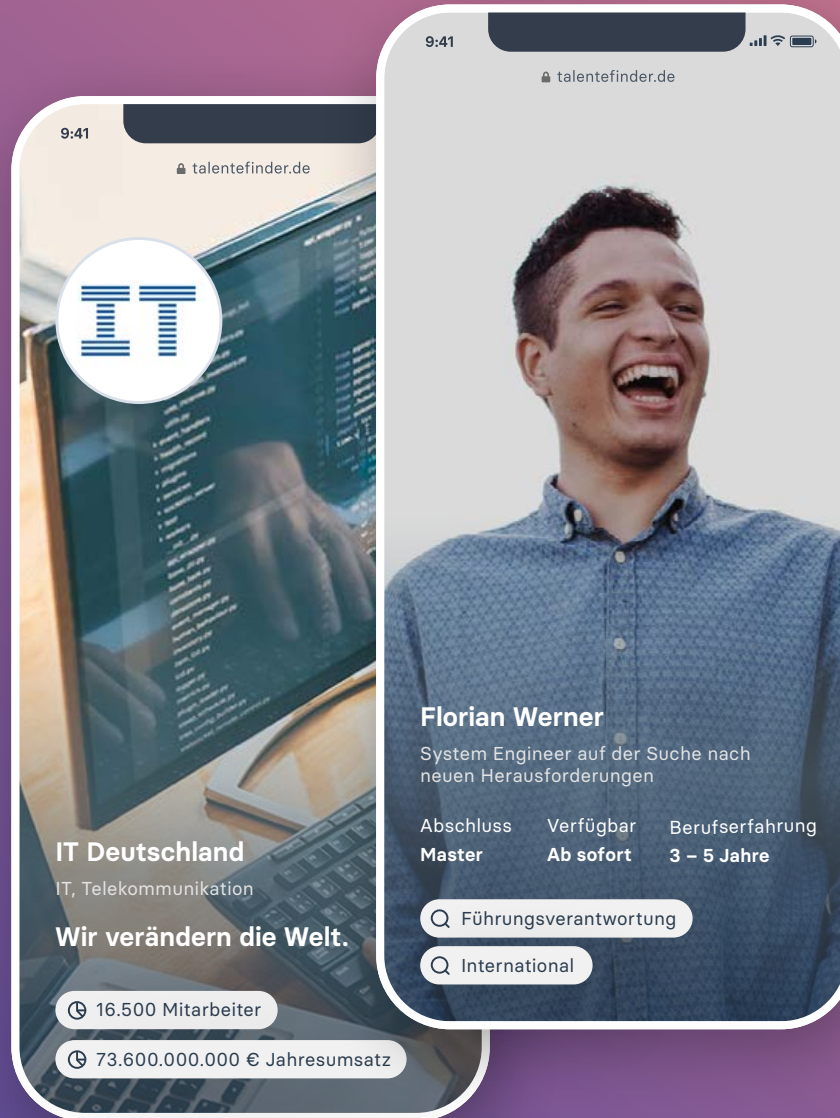 9:41
talentefinder.de
IT
IT Deutschland
IT, Telekommunikation
Wir verändern die Welt.
16.500 Mitarbeiter
73.600.000.000 € Jahresumsatz
9:41
talentefinder.de
Florian Werner
System Engineer auf der Suche nach
neuen Herausforderungen
Abschluss Verfügbar Berufserfahrung
Master Ab sofort 3 – 5 Jahre
Führungsverantwortung
International